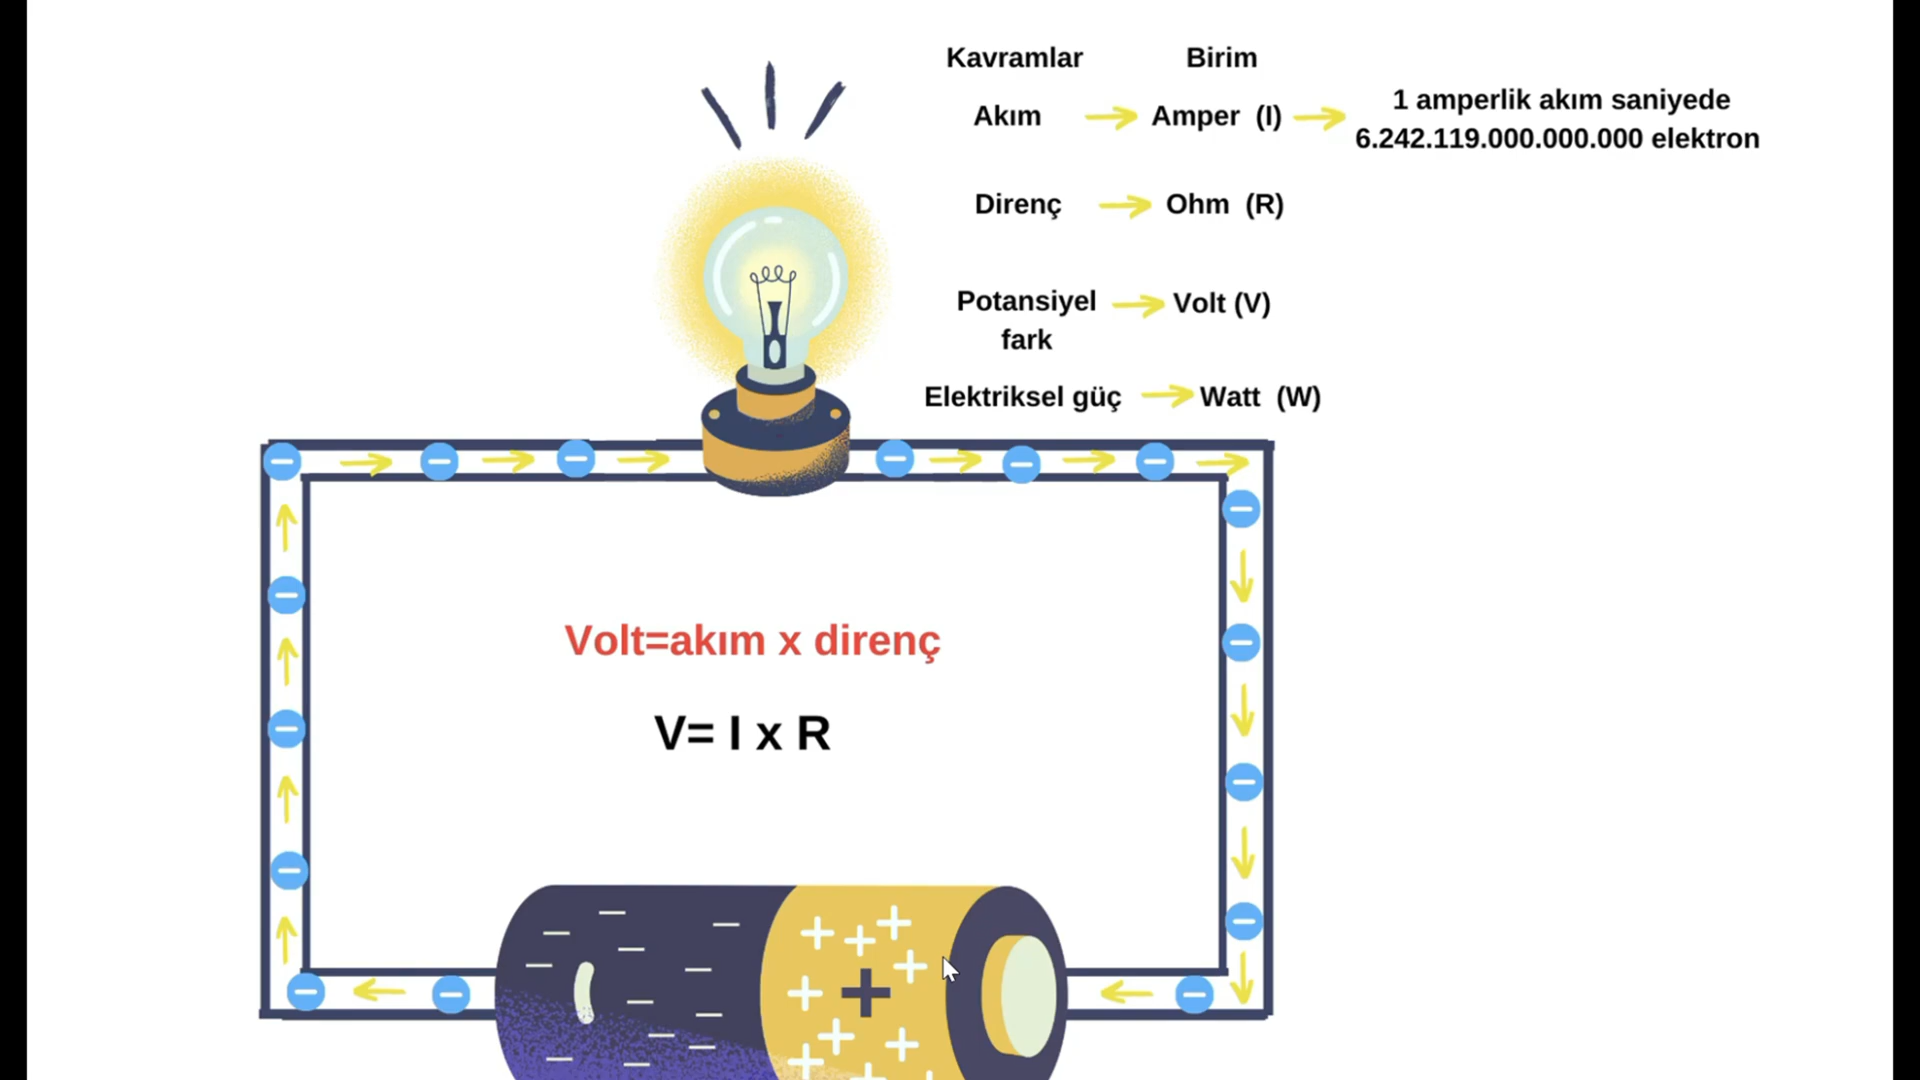 Kavramlar Birim
Akım Amper (I) 1 amperlik akım saniyede
6.242.119.000.000.000 elektron
Direnç Ohm (R)
Potansiyel fark Volt (V)
Elektriksel güç Watt (W)
Volt=akım x direnç
V= I x R